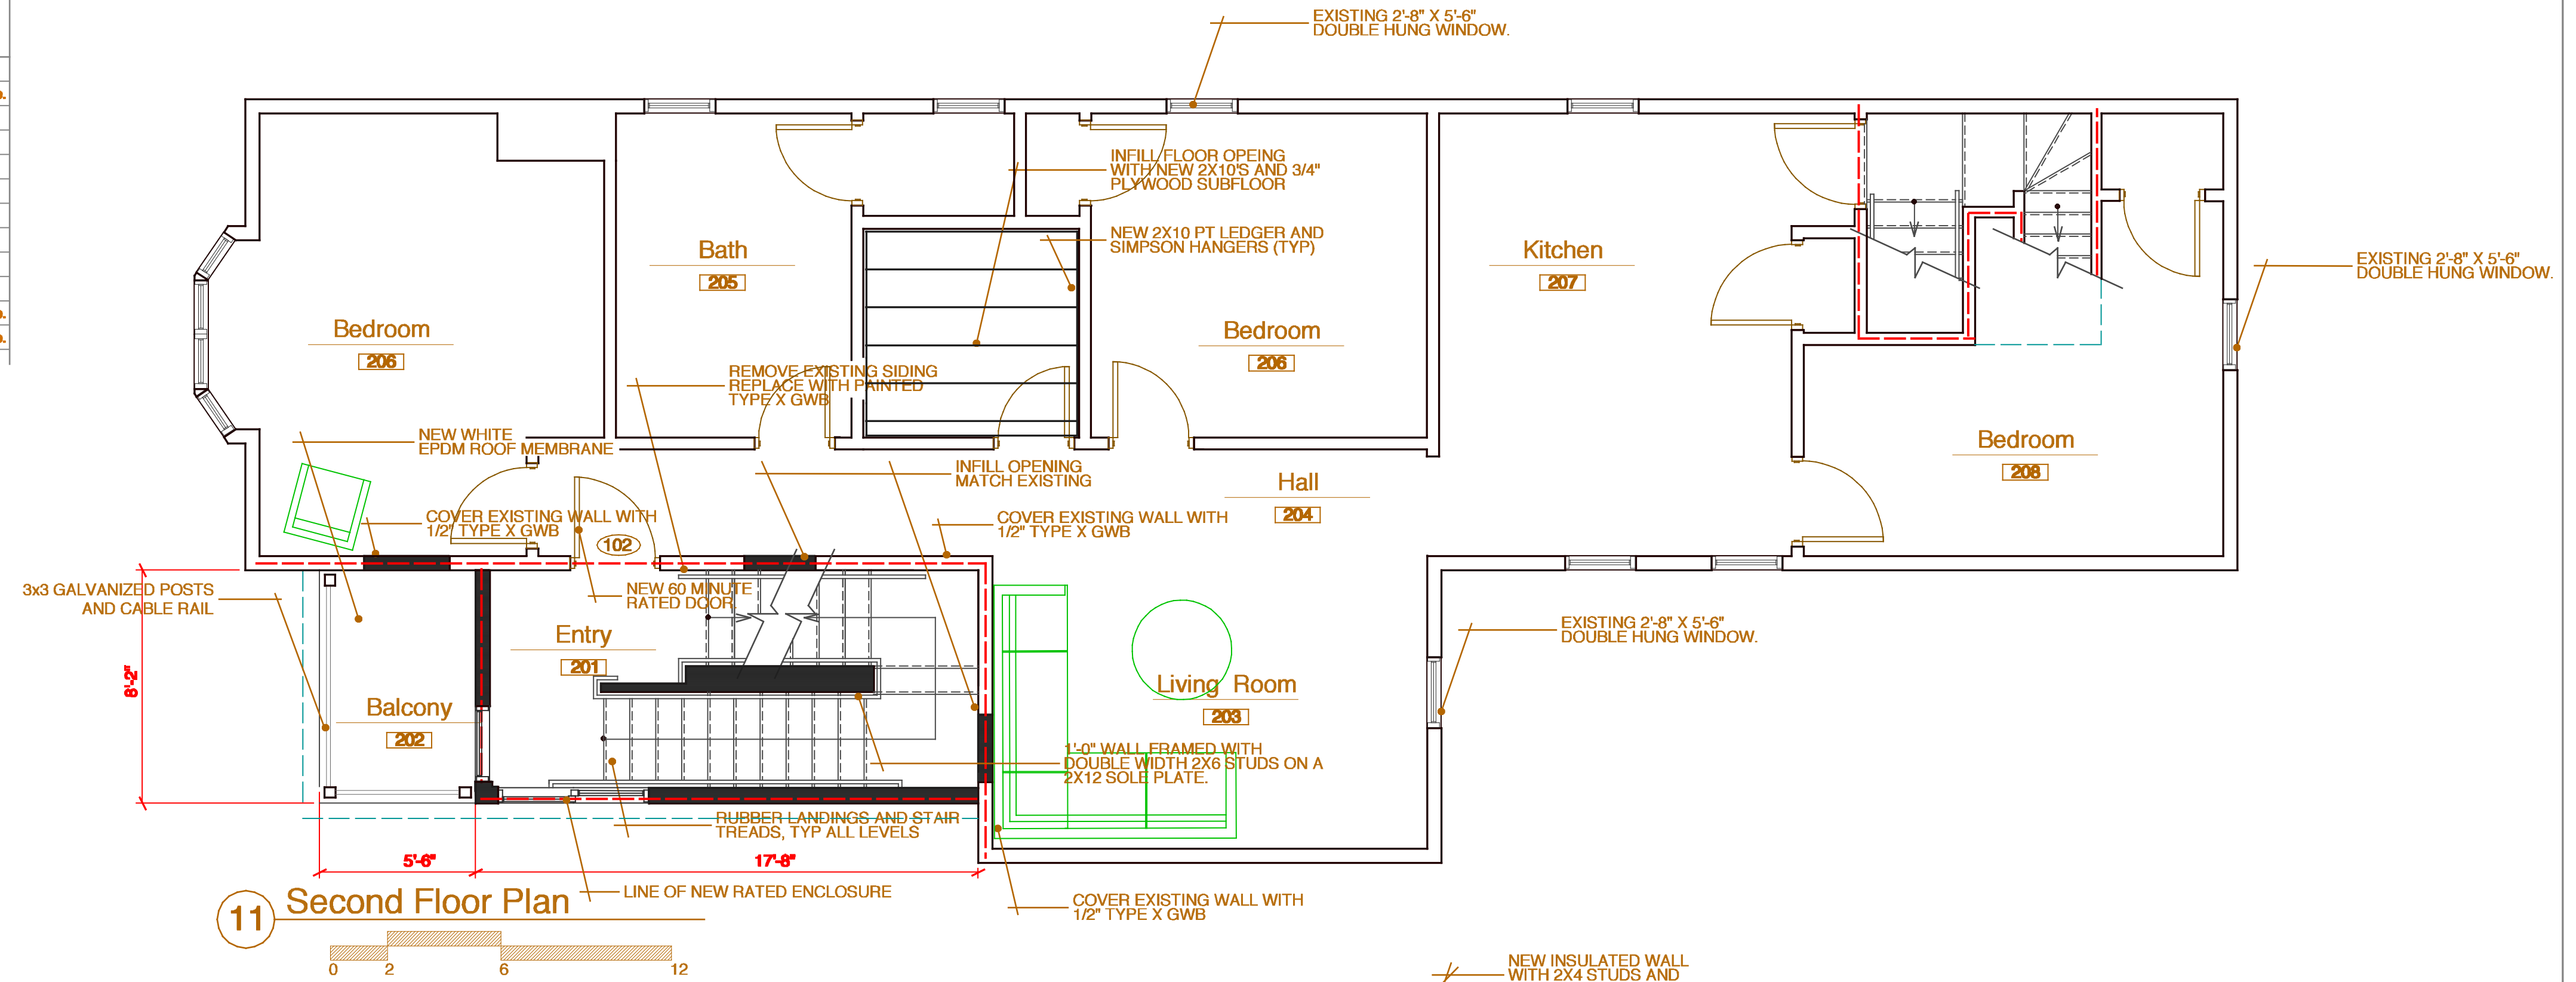 EXISTING 2'-8" X 5'-6"
DOUBLE HUNG WINDOW.
INFILL FLOOR OPEING
WITH NEW 2X10'S AND 3/4"
PLYWOOD SUBFLOOR
NEW 2X10 PT LEDGER AND
SIMPSON HANGERS (TYP)
Bath
205
Kitchen
207
EXISTING 2'-8" X 5'-6"
DOUBLE HUNG WINDOW.
Bedroom
206
Bedroom
206
REMOVE EXISTING SIDING
REPLACE WITH PAINTED
TYPE X GWB
NEW WHITE
EPDM ROOF MEMBRANE
Bedroom
208
INFILL OPENING
MATCH EXISTING
Hall
204
COVER EXISTING WALL WITH
1/2" TYPE X GWB
COVER EXISTING WALL WITH
1/2" TYPE X GWB
102
3x3 GALVANIZED POSTS
AND CABLE RAIL
NEW 60 MINUTE
RATED DOOR.
EXISTING 2'-8" X 5'-6"
DOUBLE HUNG WINDOW.
Entry
201
8'-2"
Living Room
203
Balcony
202
1'-0" WALL FRAMED WITH
DOUBLE WIDTH 2X6 STUDS ON A
2X12 SOLE PLATE.
RUBBER LANDINGS AND STAIR
TREADS, TYP ALL LEVELS
5'-6"
17'-8"
LINE OF NEW RATED ENCLOSURE
11
Second Floor Plan
COVER EXISTING WALL WITH
1/2" TYPE X GWB
0 2 6 12
NEW INSULATED WALL
WITH 2X4 STUDS AND